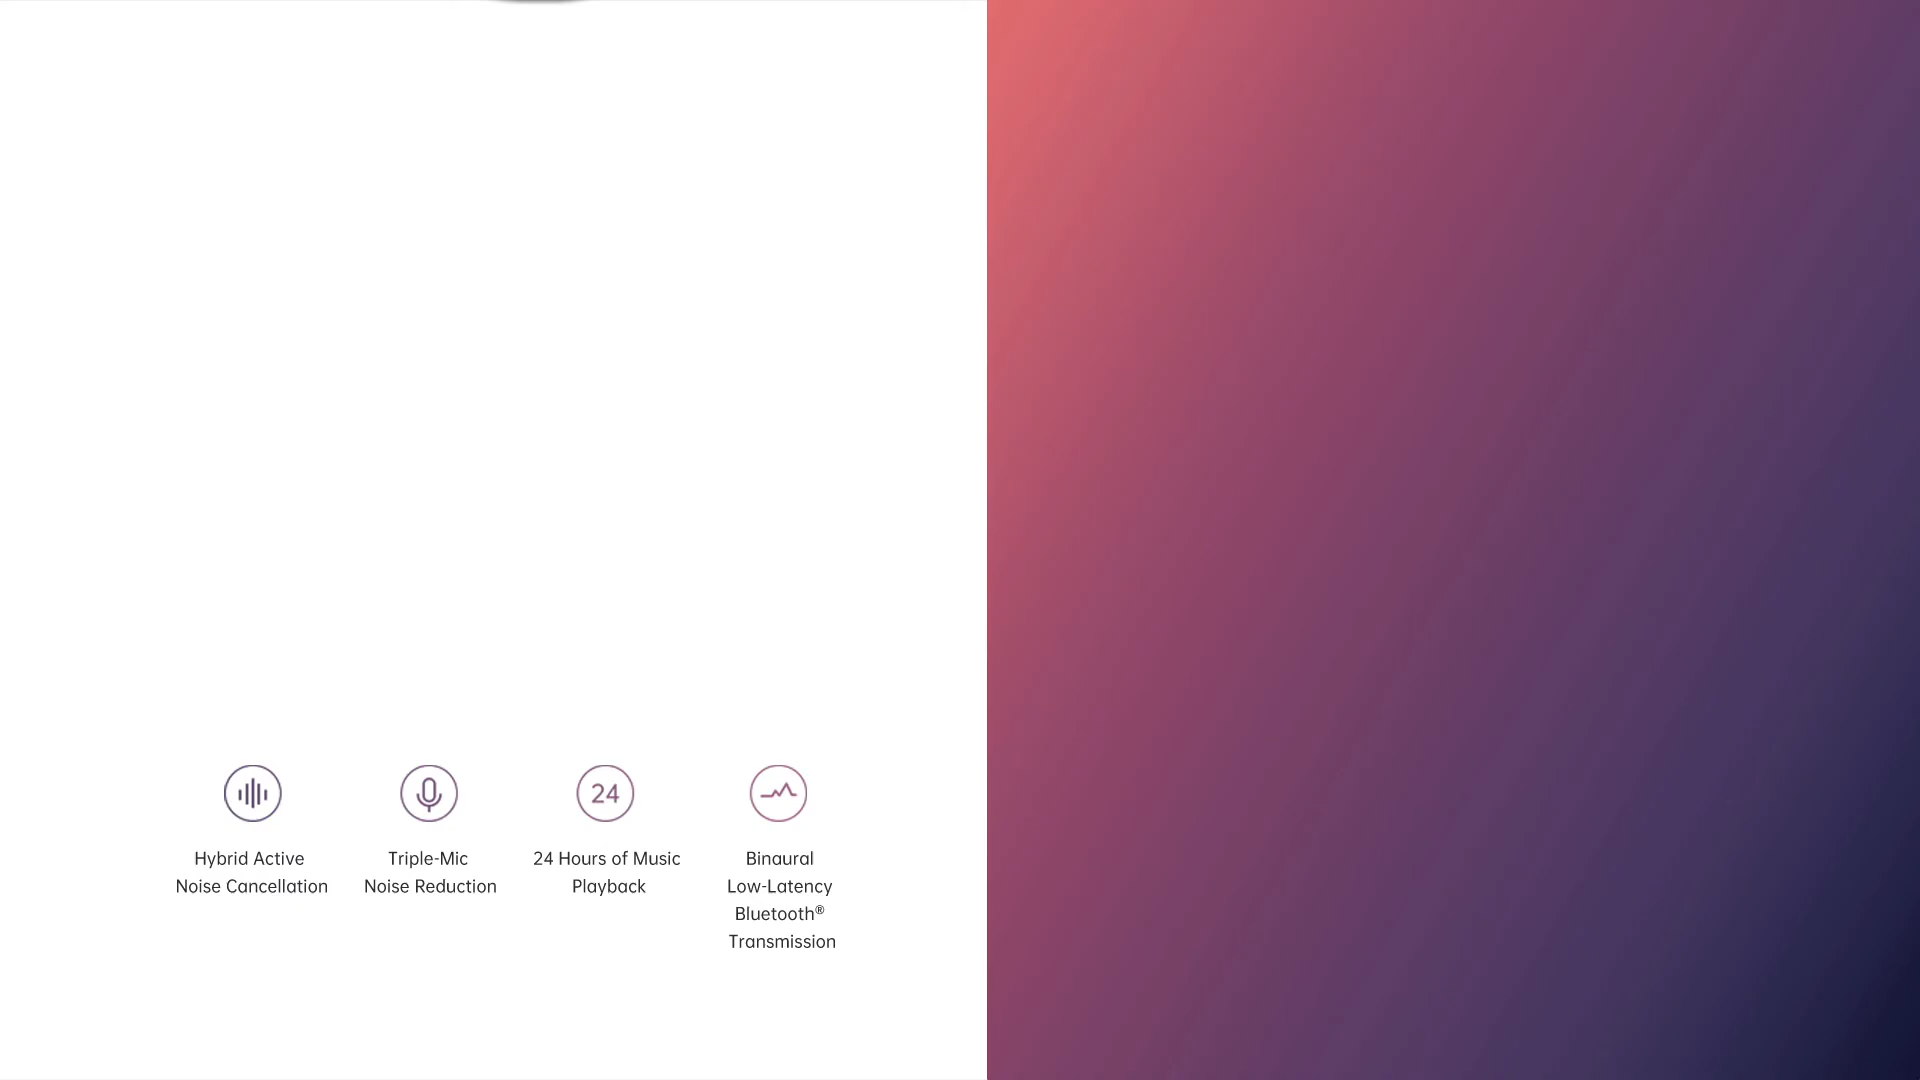 Hybrid Active
Noise Cancellation
Triple-Mic
Noise Reduction
24
24 Hours of Music
Playback
Binaural
Low-Latency
Bluetooth®
Transmission